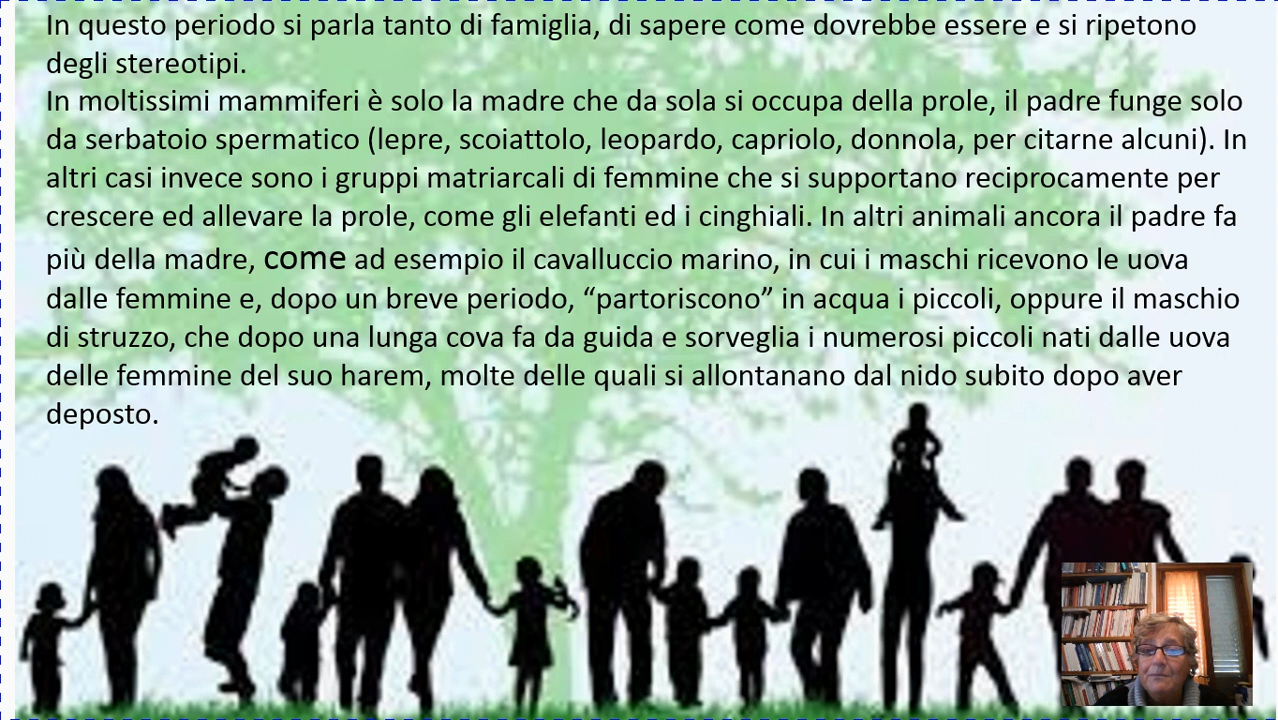 In questo periodo si parla tanto di famiglia, di sapere come dovrebbe essere e si ripetono
degli stereotipi.
In moltissimi mammiferi è solo la madre che da sola si occupa della prole, il padre funge solo
da serbatoio spermatico (lepre, scoiattolo, leopardo, capriolo, donnola, per citarne alcuni). In
altri casi invece sono i gruppi matriarcali di femmine che si supportano reciprocamente per
crescere ed allevare la prole, come gli elefanti ed i cinghiali. In altri animali ancora il padre fa
più della madre, come ad esempio il cavalluccio marino, in cui i maschi ricevono le uova
dalle femmine e, dopo un breve periodo, “partoriscono” in acqua i piccoli, oppure il maschio
di struzzo, che dopo una lunga cova fa da guida e sorveglia i numerosi piccoli nati dalle uova
delle femmine del suo harem, molte delle quali si allontanano dal nido subito dopo aver
deposto.